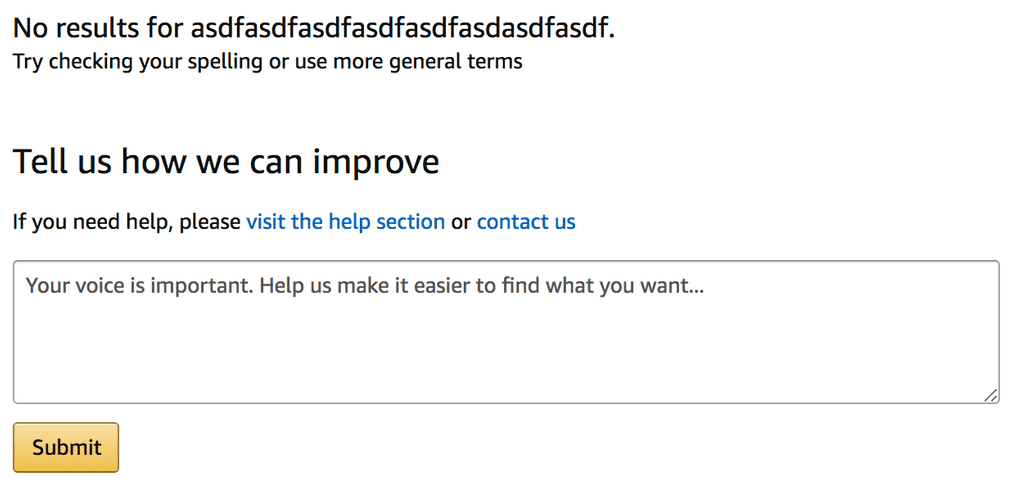 No results for asdfasdfasdfasdfasdfasdasdfasdf.
Try checking your spelling or use more general terms
Tell us how we can improve
If you need help, please visit the help section or contact us
Your voice is important. Help us make it easier to find what you want...
Submit